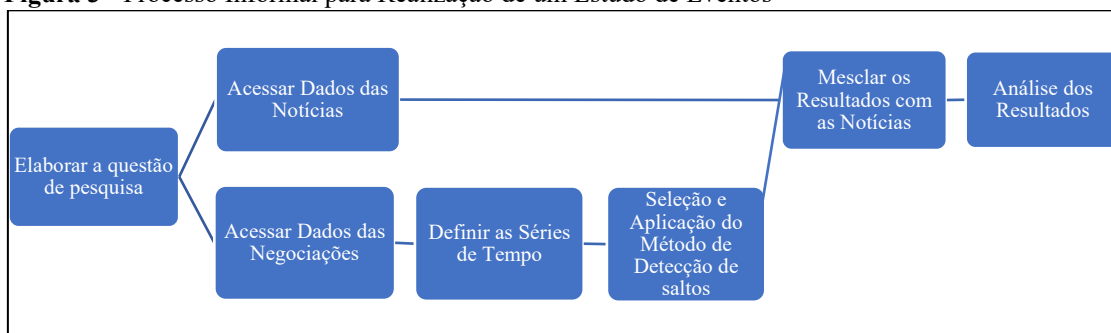 Figura 3 - Processo Informal para Realização de um Estudo de Eventos
Elaborar a questão
de pesquisa
Acessar Dados das
Notícias
Acessar Dados das
Negociações
Definir as Séries
de Tempo
Seleção e
Aplicação do
Método de
Detecção de
saltos
Mesclar os
Resultados com
as Notícias
Análise dos
Resultados